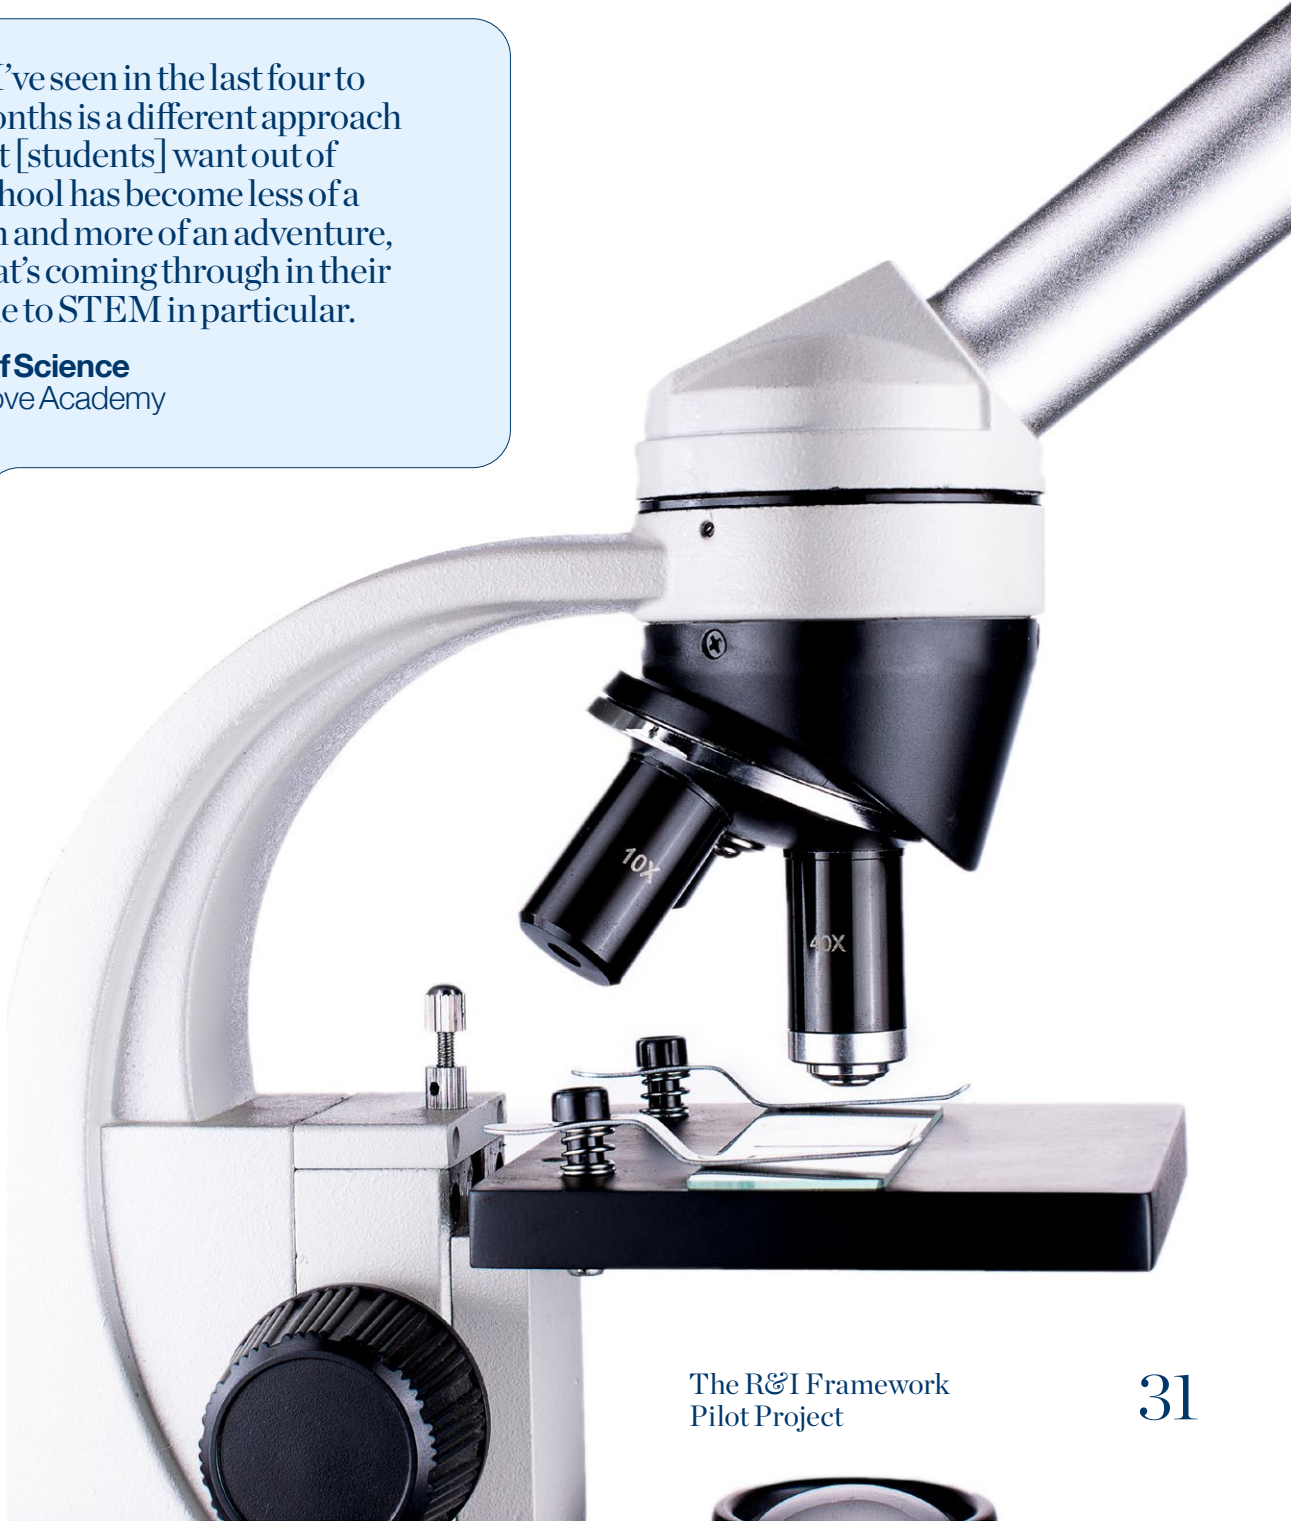 I’ve seen in the last four to
onths is a different approach
t [students] want out of
hool has become less of a
n and more of an adventure,
at’s coming through in their
e to STEM in particular.
f Science
ove Academy
10X
40X
The R&I Framework
Pilot Project
31